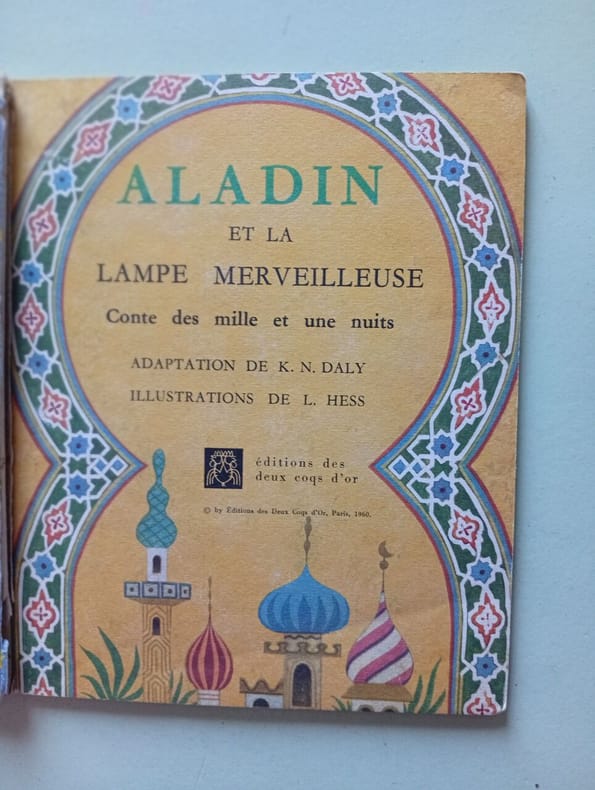 ALADIN
ET LA
LAMPE MERVEILLEUSE
Conte des mille et une nuits
ADAPTATION DE K. N. DALY
ILLUSTRATIONS DE L. HESS
éditions des
deux coqs d'or
© by Éditions des Deux Coqs d'Or, Paris, 1960.